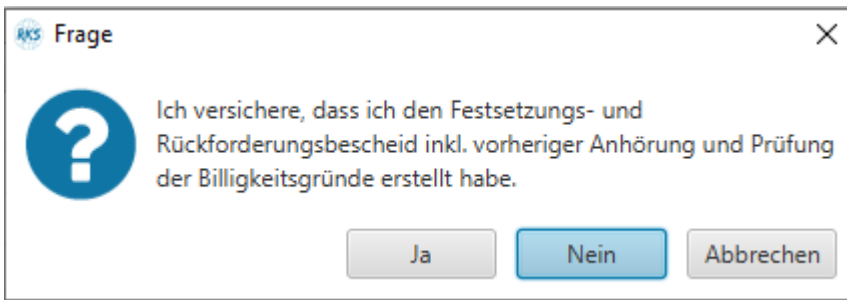 RKS Frage
Ich versichere, dass ich den Festsetzungs- und
Rückforderungsbescheid inkl. vorheriger Anhörung und Prüfung
der Billigkeitsgründe erstellt habe.
Ja Nein Abbrechen